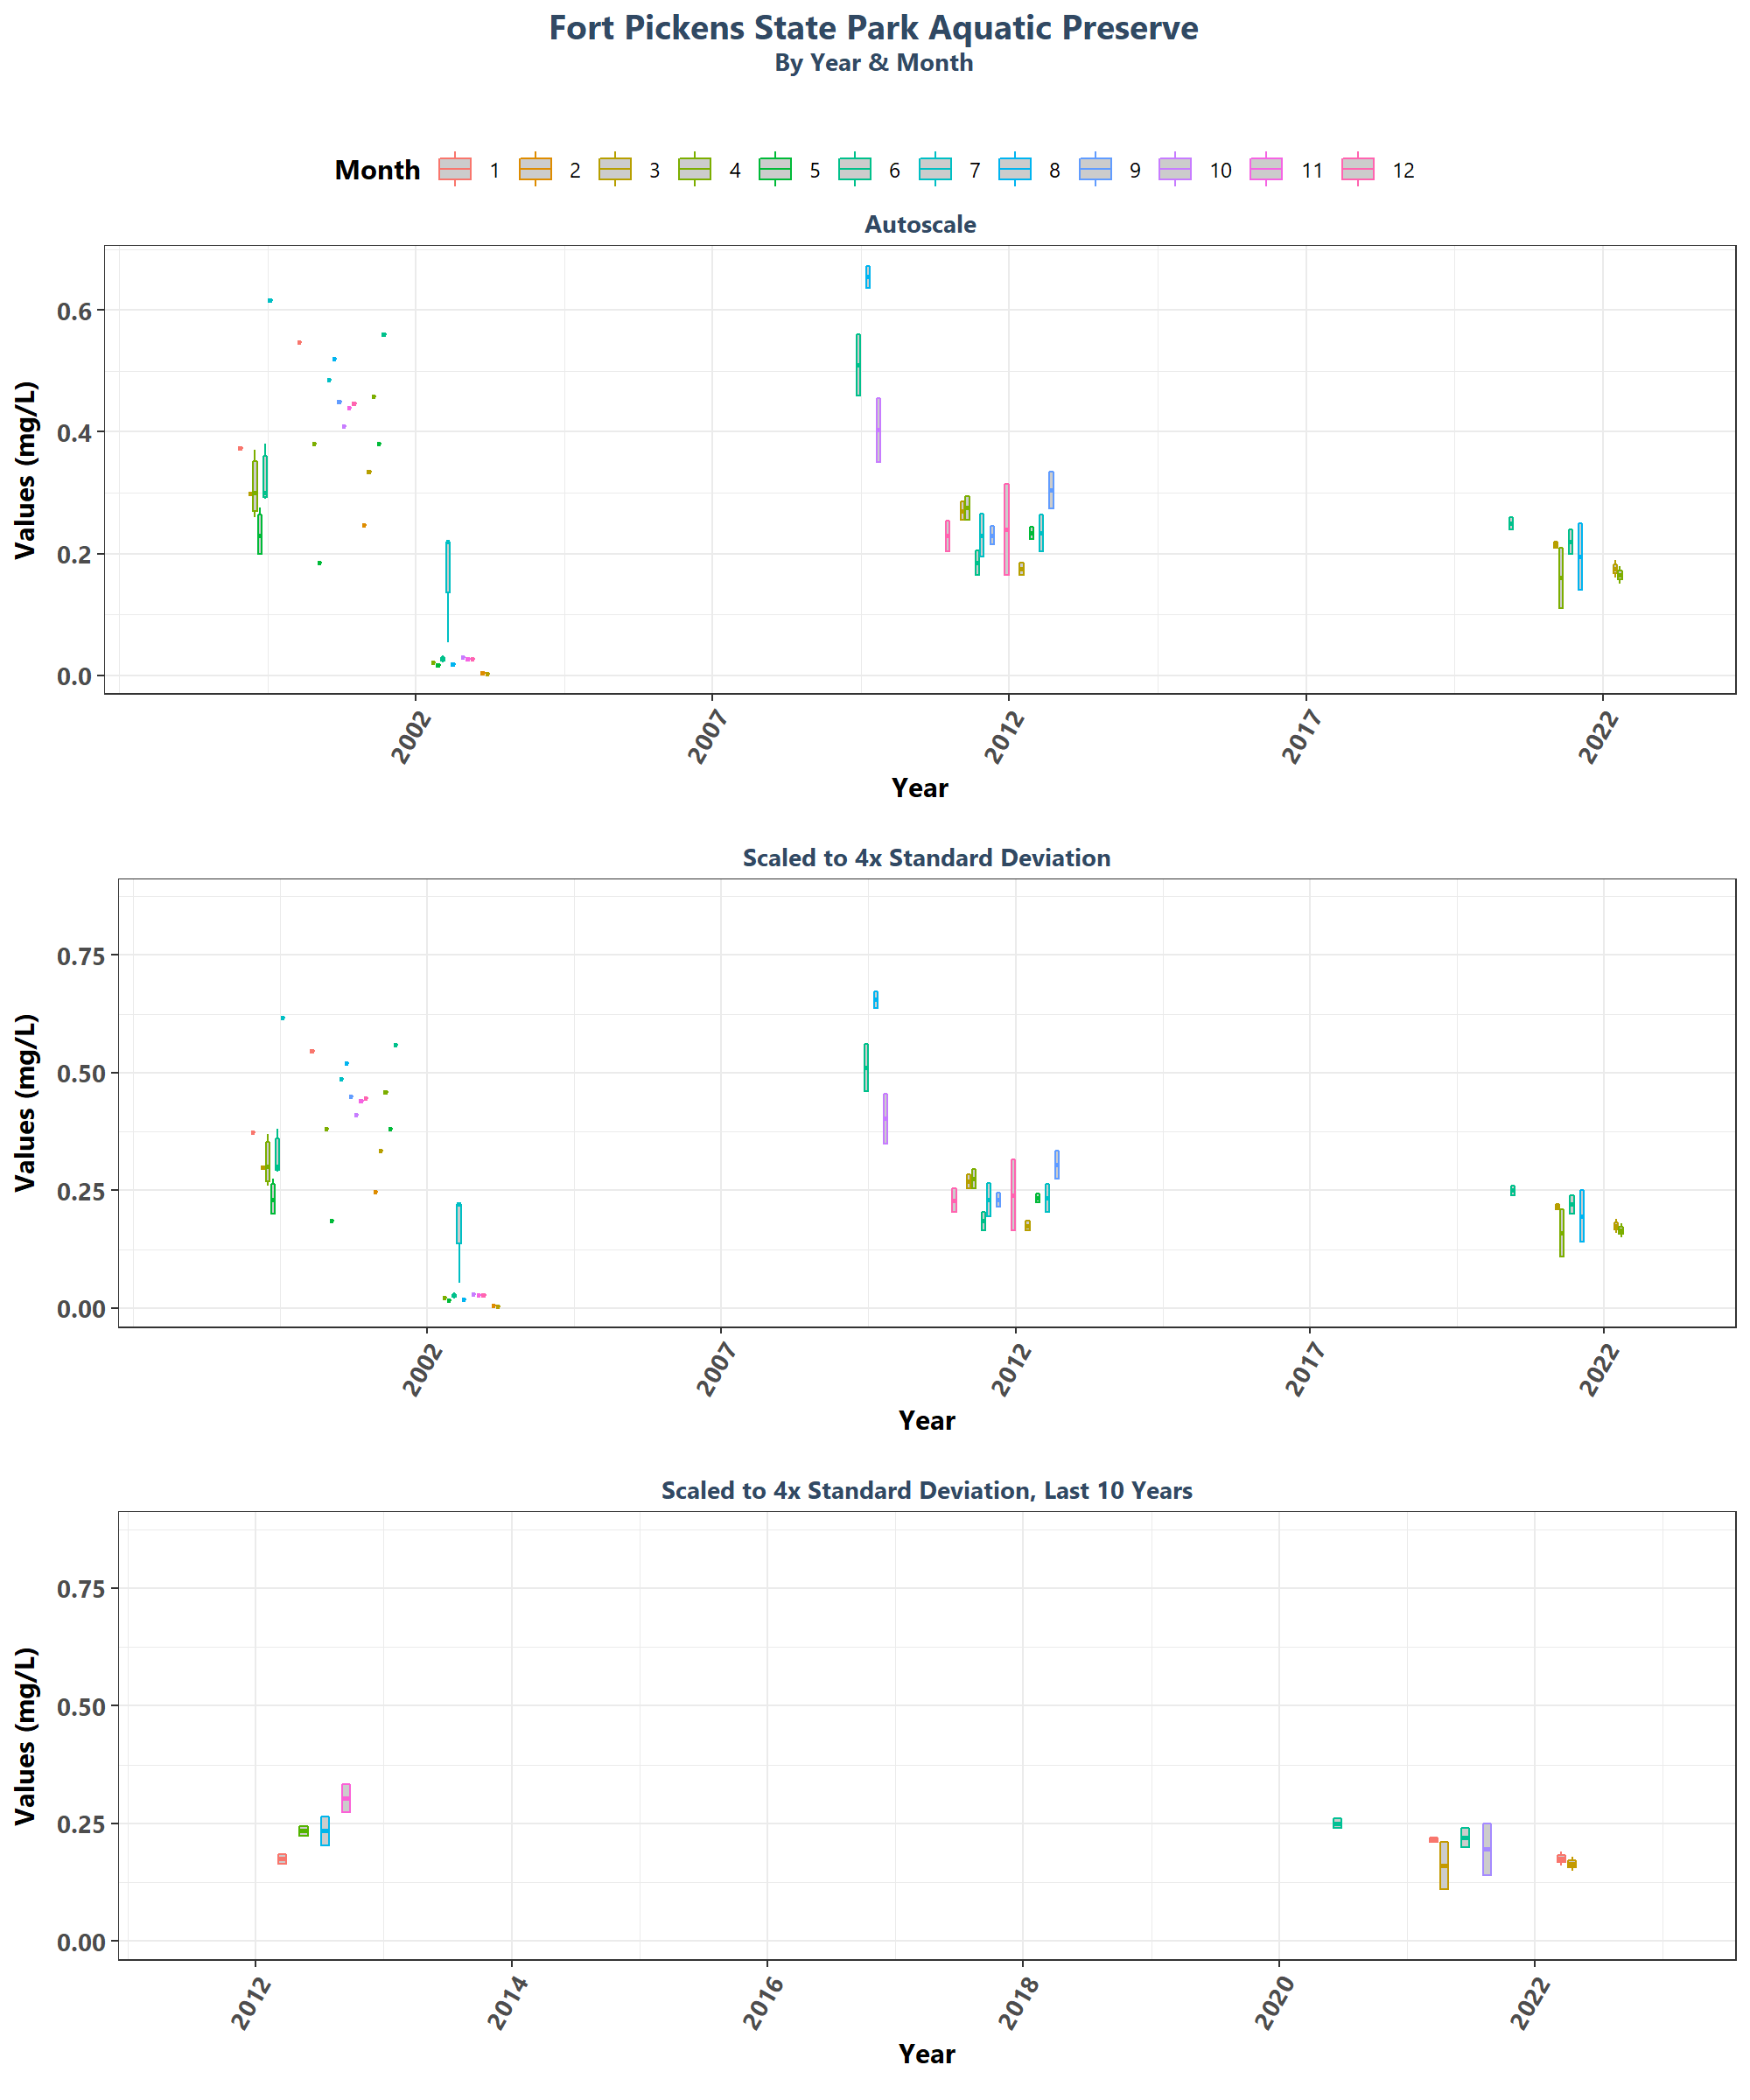 Fort Pickens State Park Aquatic Preserve
By Year & Month
Month 1 2 3 4 5 6 7 8 9 10 11 12
Autoscale
Values (mg/L)
0.6
0.4
0.2
0.0
2002 2007 2012 2017 2022
Year
Scaled to 4x Standard Deviation
Values (mg/L)
0.75
0.50
0.25
0.00
2002 2007 2012 2017 2022
Year
Scaled to 4x Standard Deviation, Last 10 Years
Values (mg/L)
0.75
0.50
0.25
0.00
2012 2014 2016 2018 2020 2022
Year